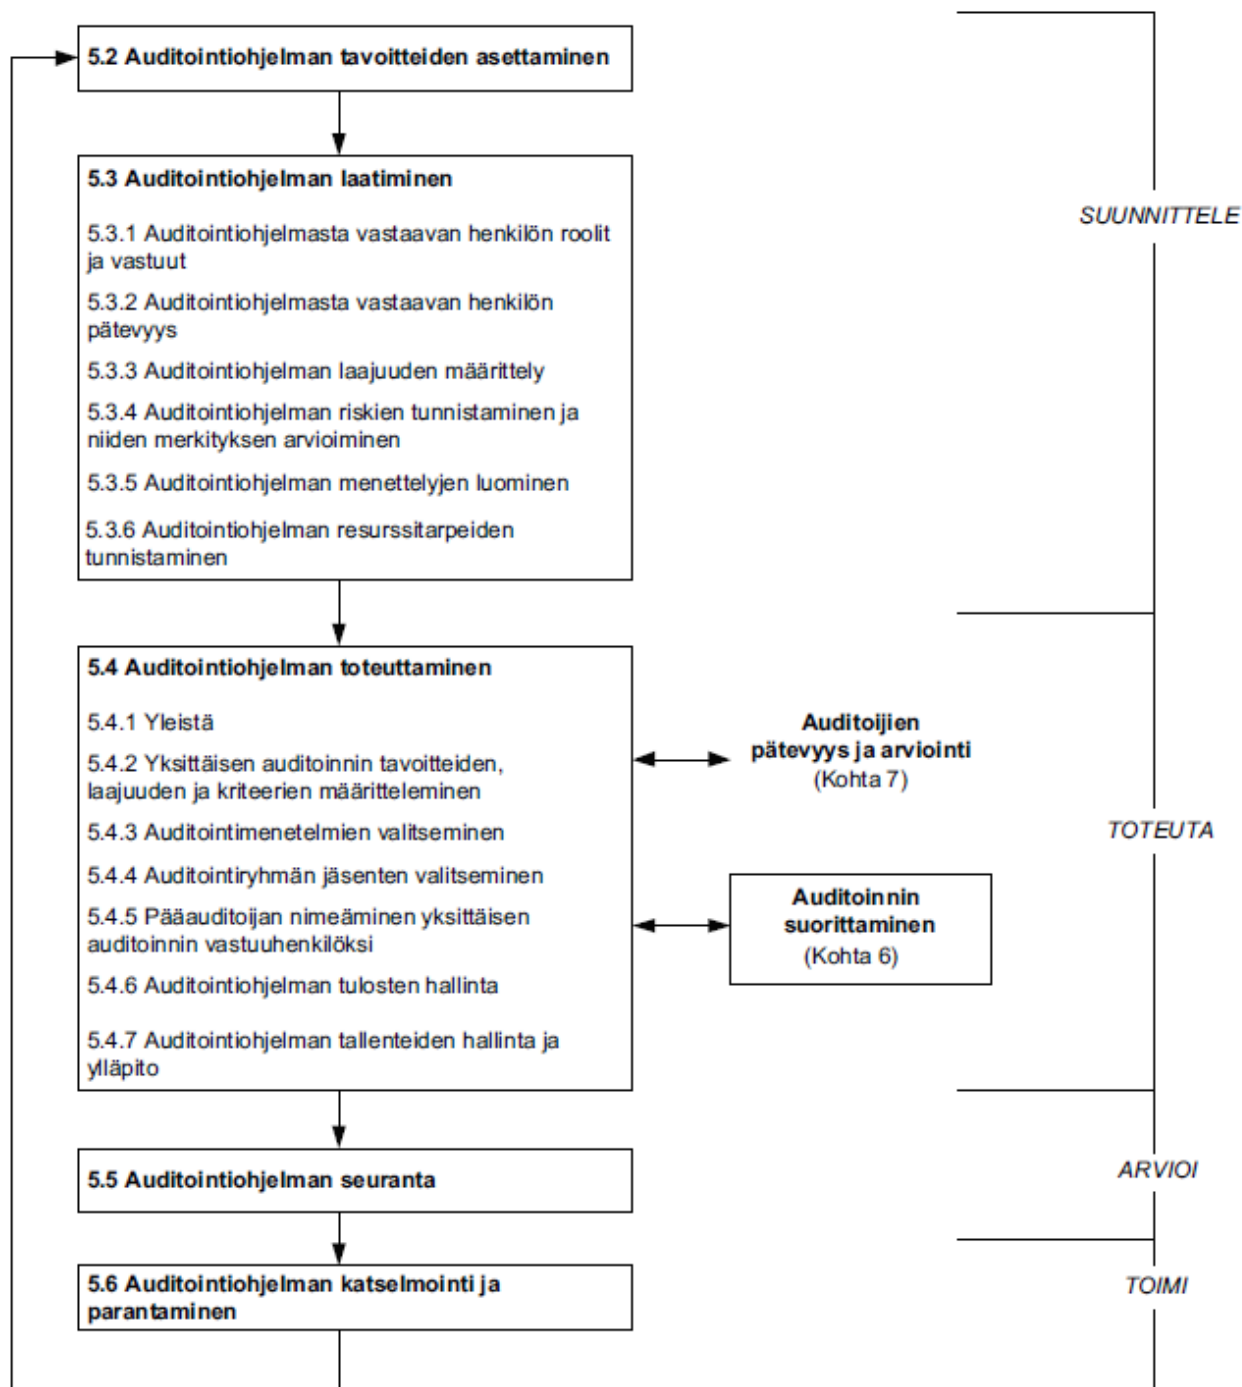 5.2 Auditointiohjelman tavoitteiden asettaminen
5.3 Auditointiohjelman laatiminen
5.3.1 Auditointiohjelmasta vastaavan henkilön roolit
ja vastuut
5.3.2 Auditointiohjelmasta vastaavan henkilön
pätevyys
5.3.3 Auditointiohjelman laajuuden määrittely
5.3.4 Auditointiohjelman riskien tunnistaminen ja
niiden merkityksen arvioiminen
5.3.5 Auditointiohjelman menettelyjen luominen
5.3.6 Auditointiohjelman resurssitarpeiden
tunnistaminen
SUUNNITTELE
5.4 Auditointiohjelman toteuttaminen
5.4.1 Yleistä
5.4.2 Yksittäisen auditoinnin tavoitteiden,
laajuuden ja kriteerien määritteleminen
5.4.3 Auditointimenetelmien valitseminen
5.4.4 Auditointiryhmän jäsenten valitseminen
5.4.5 Pääauditoijan nimeäminen yksittäisen
auditoinnin vastuuhenkilöksi
5.4.6 Auditointiohjelman tulosten hallinta
5.4.7 Auditointiohjelman tallenteiden hallinta ja
ylläpito
Auditoijien
pätevyys ja arviointi
(Kohta 7)
Auditoinnin
suorittaminen
(Kohta 6)
TOTEUTA
5.5 Auditointiohjelman seuranta
ARVIOI
5.6 Auditointiohjelman katselmointi ja
parantaminen
TOIMI